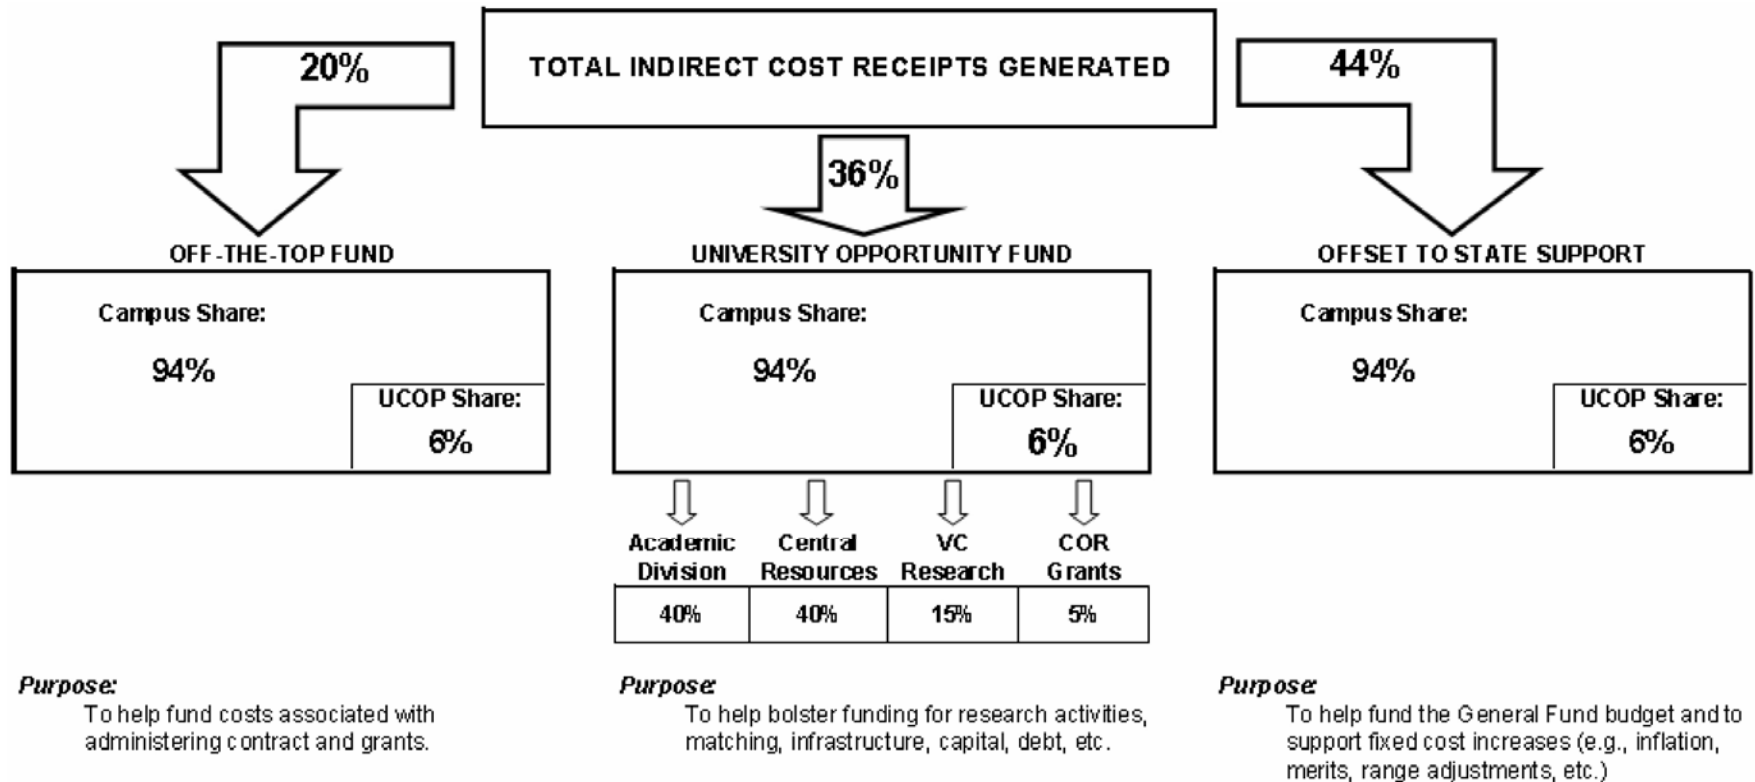 TOTAL INDIRECT COST RECEIPTS GENERATED
20%
44%
36%
OFF-THE-TOP FUND
Campus Share:
94%
UCOP Share:
6%
UNIVERSITY OPPORTUNITY FUND
Campus Share:
94%
UCOP Share:
6%
OFFSET TO STATE SUPPORT
Campus Share:
94%
UCOP Share:
6%
Academic
Division
40%
Central
Resources
40%
VC
Research
15%
COR
Grants
5%
Purpose:
To help fund costs associated with
administering contract and grants.
Purpose:
To help bolster funding for research activities,
matching, infrastructure, capital, debt, etc.
Purpose:
To help fund the General Fund budget and to
support fixed cost increases (e.g., inflation,
merits, range adjustments, etc.)